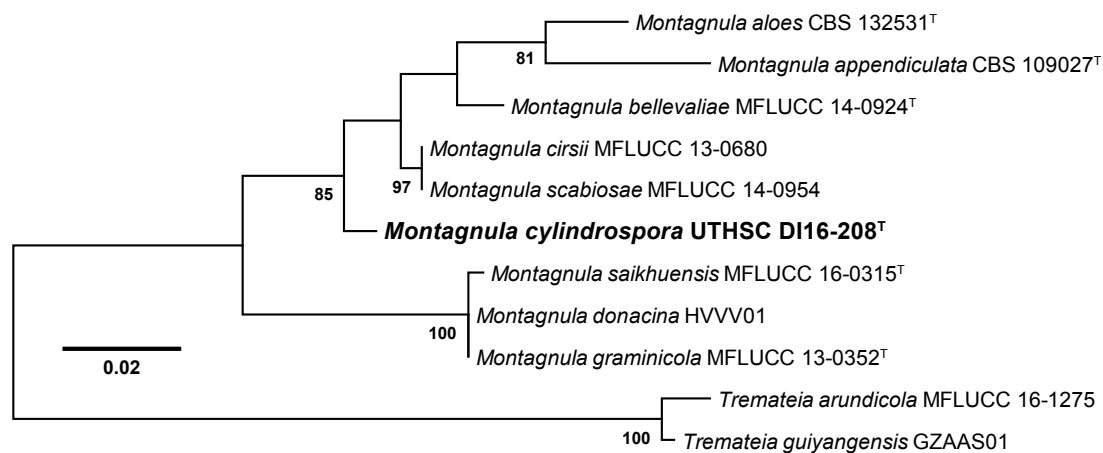 Montagnula aloes CBS 132531ᵀ
81
Montagnula appendiculata CBS 109027ᵀ
Montagnula bellevaliae MFLUCC 14-0924ᵀ
Montagnula cirsii MFLUCC 13-0680
97
Montagnula scabiosae MFLUCC 14-0954
85
Montagnula cylindrospora UTHSC DI16-208ᵀ
Montagnula saikhuensis MFLUCC 16-0315ᵀ
Montagnula donacina HVVV01
100
Montagnula graminicola MFLUCC 13-0352ᵀ
0.02
Tremateia arundicola MFLUCC 16-1275
100
Tremateia guiyangensis GZAAS01